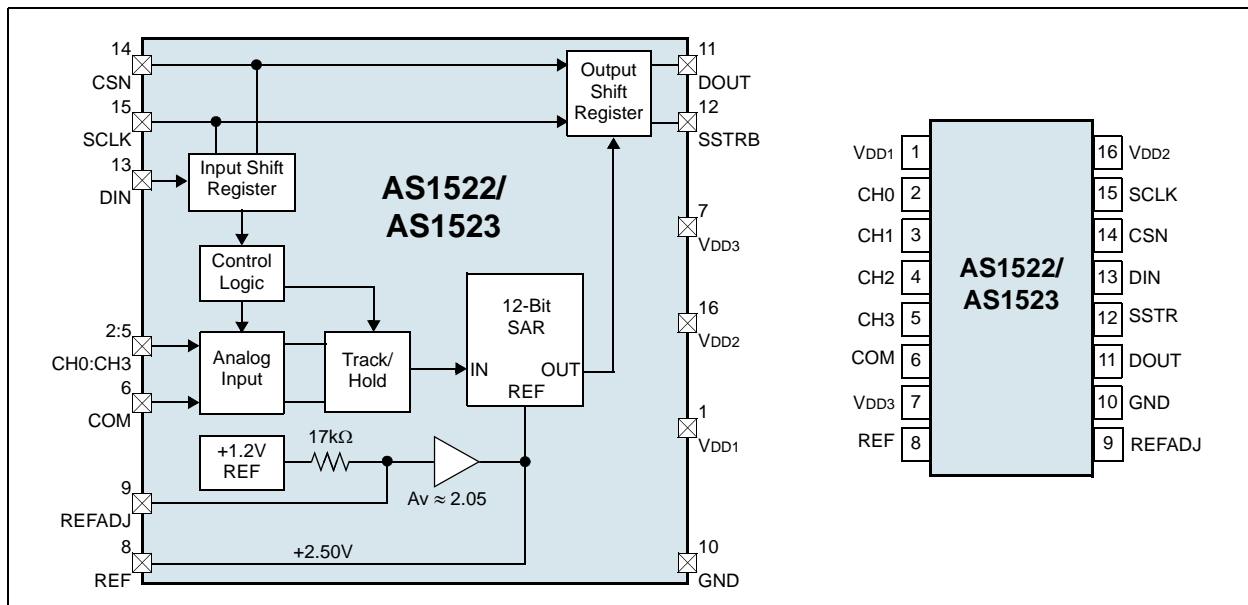 14
CSN
15
SCLK
13
DIN
Input Shift
Register
Control
Logic
2:5
CH0:CH3
6
COM
Analog
Input
Track/
Hold
+1.2V
REF
17kΩ
Av ≈ 2.05
9
REFADJ
8
REF
+2.50V
AS1522/
AS1523
12-Bit
SAR
IN
OUT
REF
Output
Shift
Register
11
DOUT
12
SSTRB
7
VDD3
16
VDD2
1
VDD1
10
GND
VDD1 1
CH0 2
CH1 3
CH2 4
CH3 5
COM 6
VDD3 7
REF 8
AS1522/
AS1523
16 VDD2
15 SCLK
14 CSN
13 DIN
12 SSTR
11 DOUT
10 GND
9 REFADJ